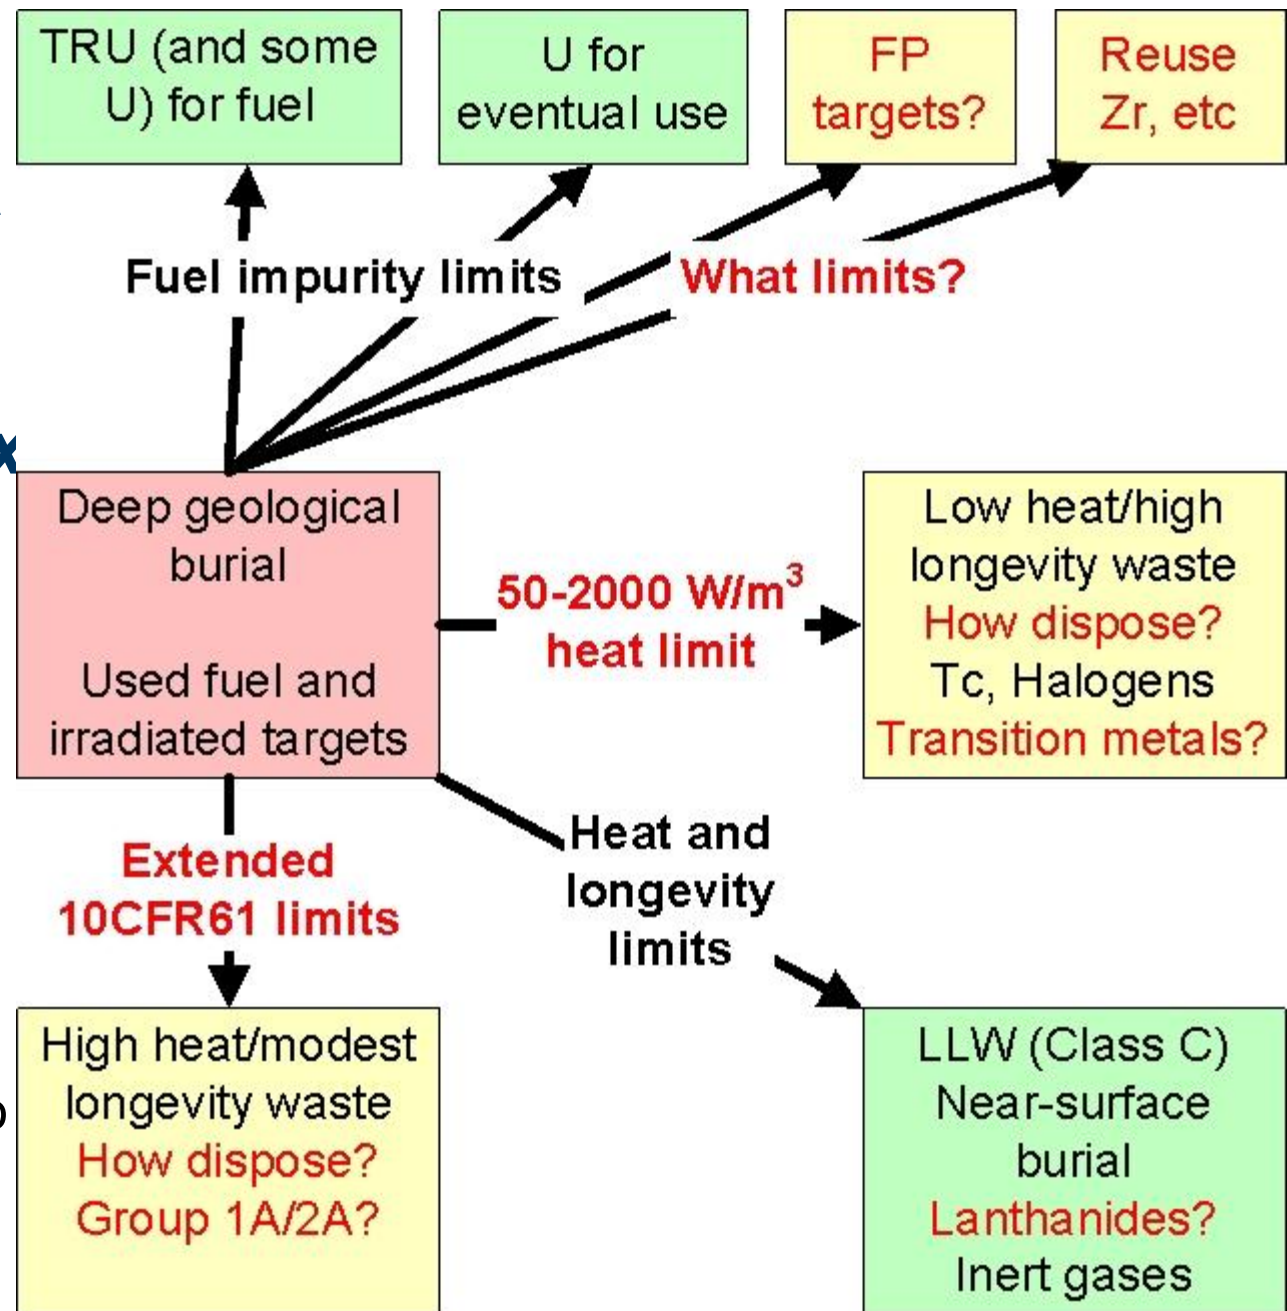 TRU (and some
U) for fuel
U for
eventual use
FP
targets?
Reuse
Zr, etc
Fuel impurity limits
What limits?
Deep geological
burial
Used fuel and
irradiated targets
50-2000 W/m³
heat limit
Low heat/high
longevity waste
How dispose?
Tc, Halogens
Transition metals?
Extended
10CFR61 limits
Heat and
longevity
limits
High heat/modest
longevity waste
How dispose?
Group 1A/2A?
LLW (Class C)
Near-surface
burial
Lanthanides?
Inert gases